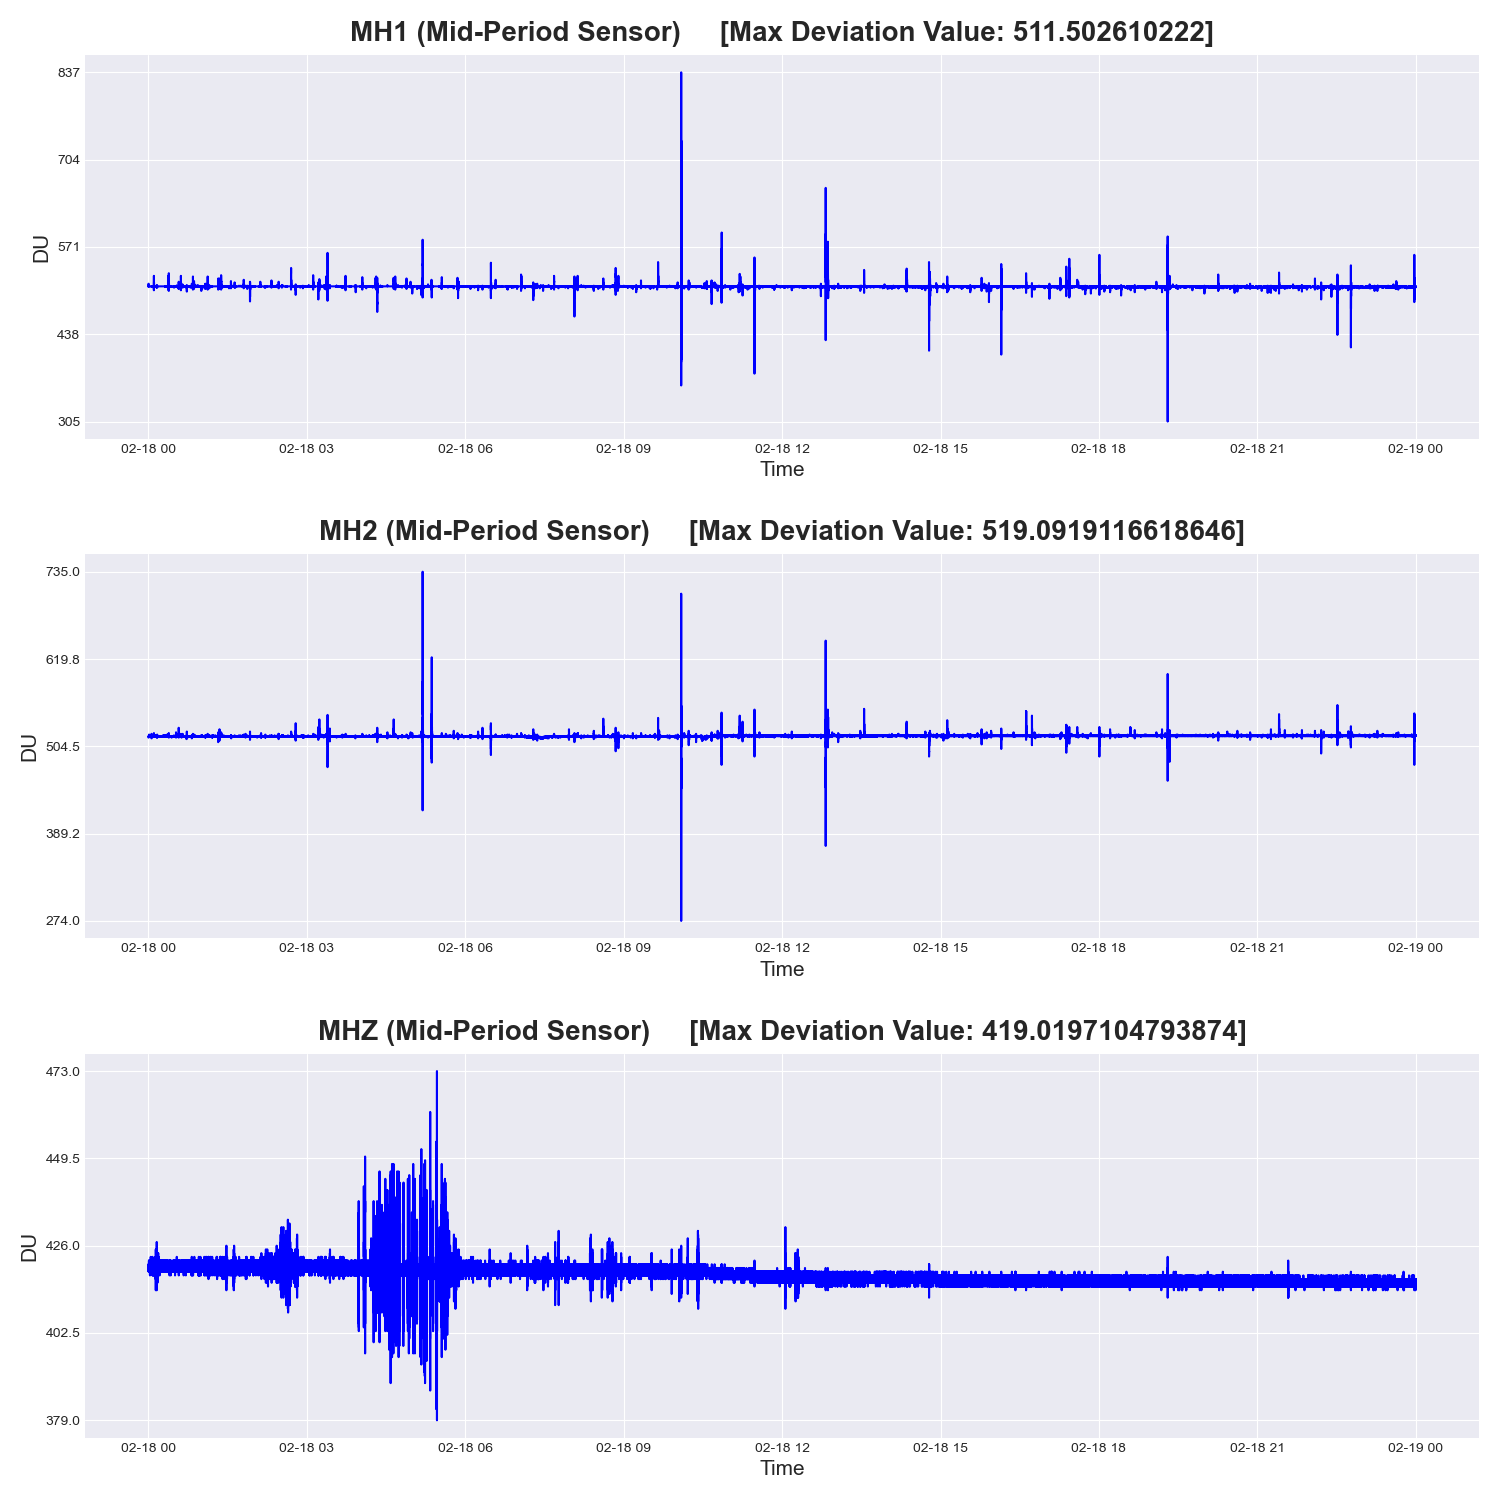 MH1 (Mid-Period Sensor) [Max Deviation Value: 511.502610222]
837
704
571
438
305
DU
02-18 00 02-18 03 02-18 06 02-18 09 02-18 12 02-18 15 02-18 18 02-18 21 02-19 00
Time
MH2 (Mid-Period Sensor) [Max Deviation Value: 519.0919116618646]
735.0
619.8
504.5
389.2
274.0
DU
02-18 00 02-18 03 02-18 06 02-18 09 02-18 12 02-18 15 02-18 18 02-18 21 02-19 00
Time
MHZ (Mid-Period Sensor) [Max Deviation Value: 419.0197104793874]
473.0
449.5
426.0
402.5
379.0
DU
02-18 00 02-18 03 02-18 06 02-18 09 02-18 12 02-18 15 02-18 18 02-18 21 02-19 00
Time